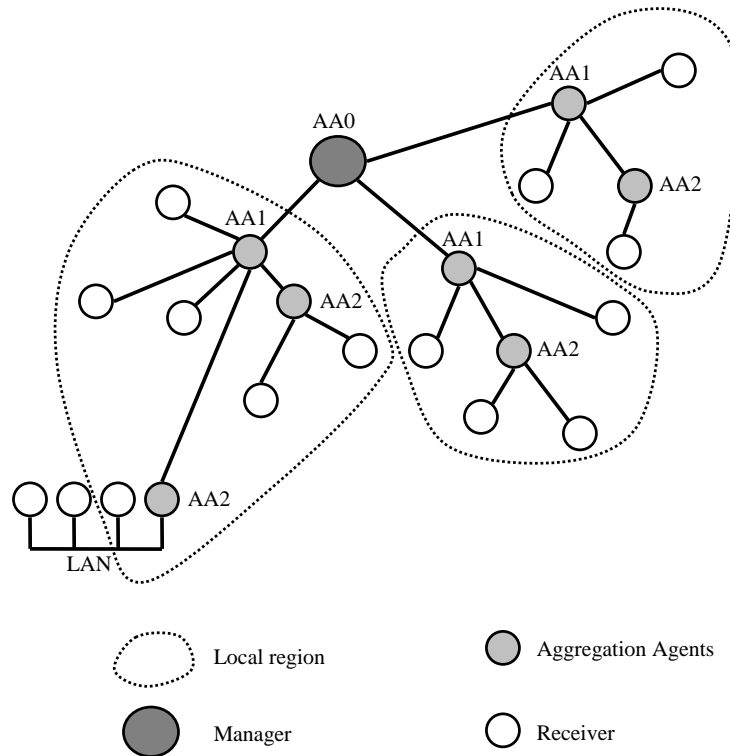 AA1
AA0
AA2
AA1
AA1
AA2
AA2
AA2
LAN
Local region
Aggregation Agents
Manager
Receiver